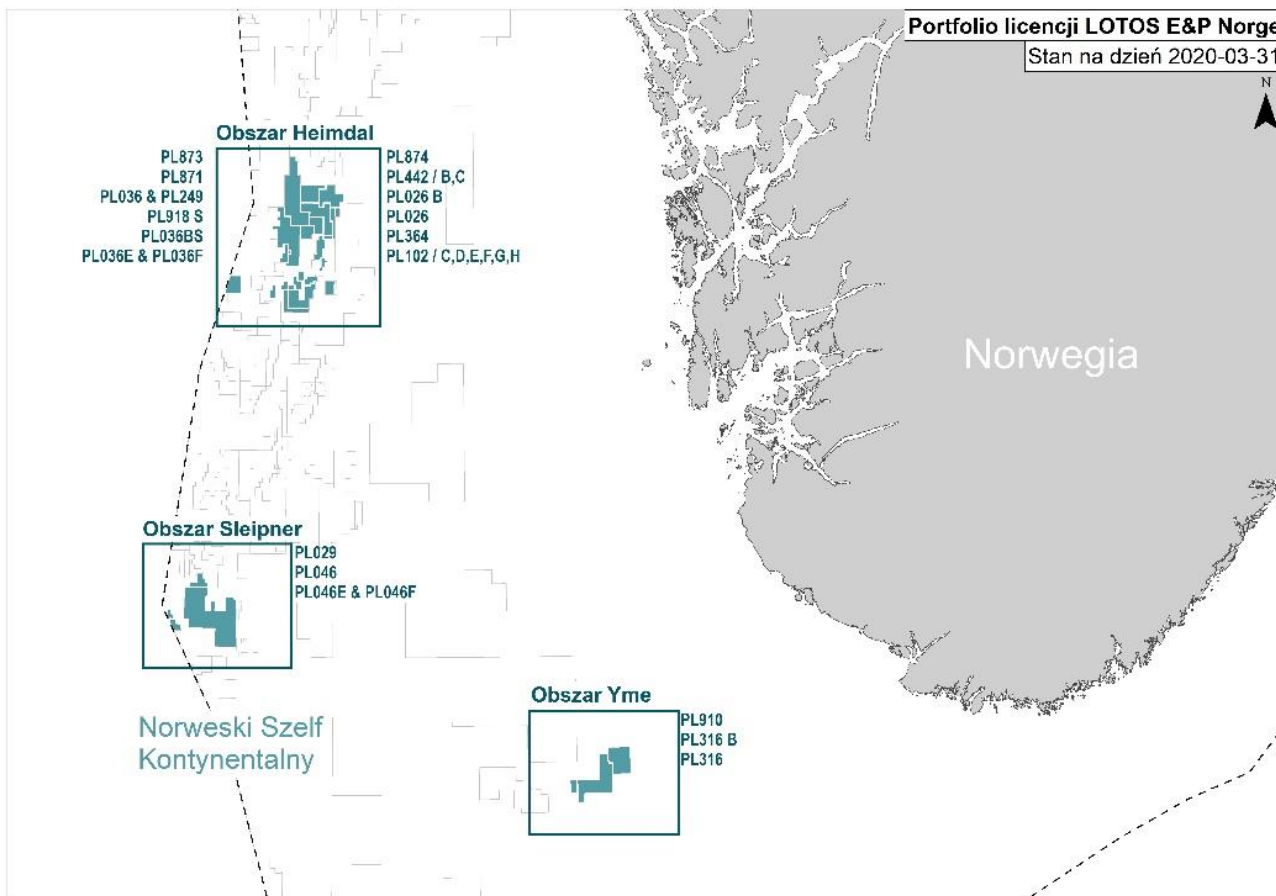 Portfolio licencji LOTOS E&P Norge
Stan na dzień 2020-03-31
N
Obszar Heimdal
PL873
PL871
PL036 & PL249
PL918 S
PL036BS
PL036E & PL036F
PL874
PL442 / B,C
PL026 B
PL026
PL364
PL102 / C,D,E,F,G,H
Norwegia
Obszar Sleipner
PL029
PL046
PL046E & PL046F
Obszar Yme
PL910
PL316 B
PL316
Norweski Szelf
Kontynentalny